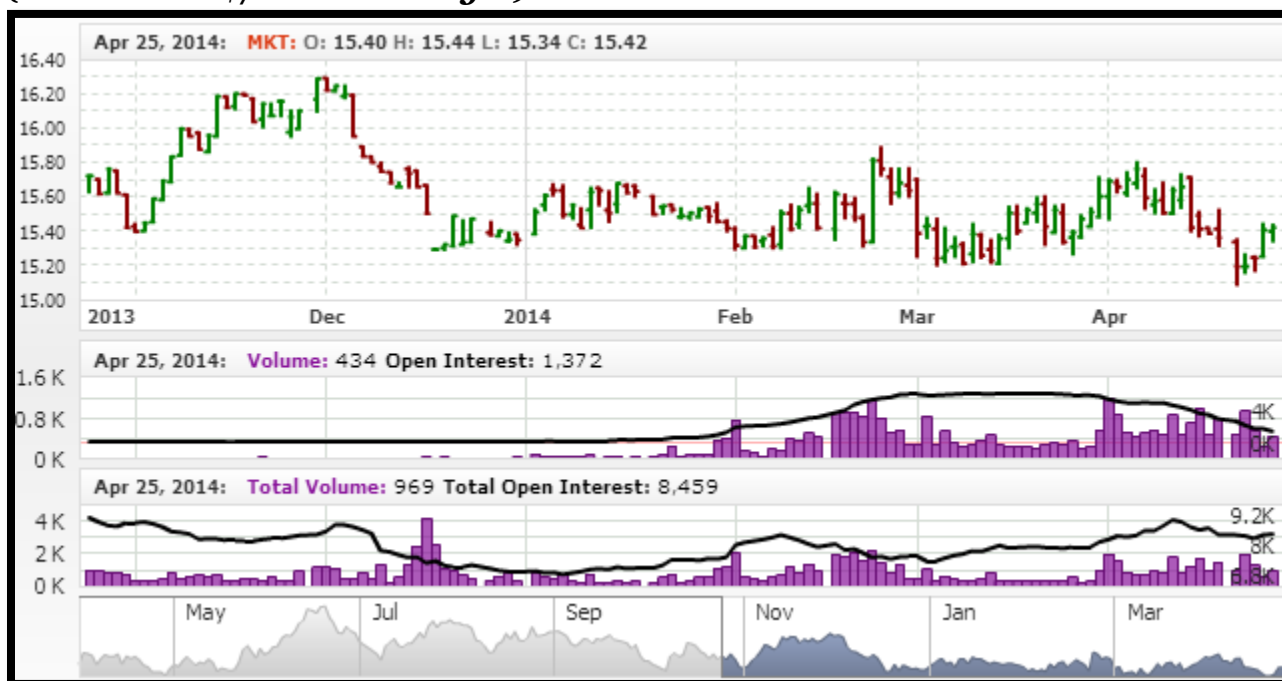 Apr 25, 2014: MKT: O: 15.40 H: 15.44 L: 15.34 C: 15.42
16.40
16.20
16.00
15.80
15.60
15.40
15.20
15.00
2013 Dec 2014 Feb Mar Apr
Apr 25, 2014: Volume: 434 Open Interest: 1,372
1.6 K
0.8 K 4K
0 K 0K
Apr 25, 2014: Total Volume: 969 Total Open Interest: 8,459
4 K 9.2K
2 K 8K
0 K
May Jul Sep Nov Jan Mar